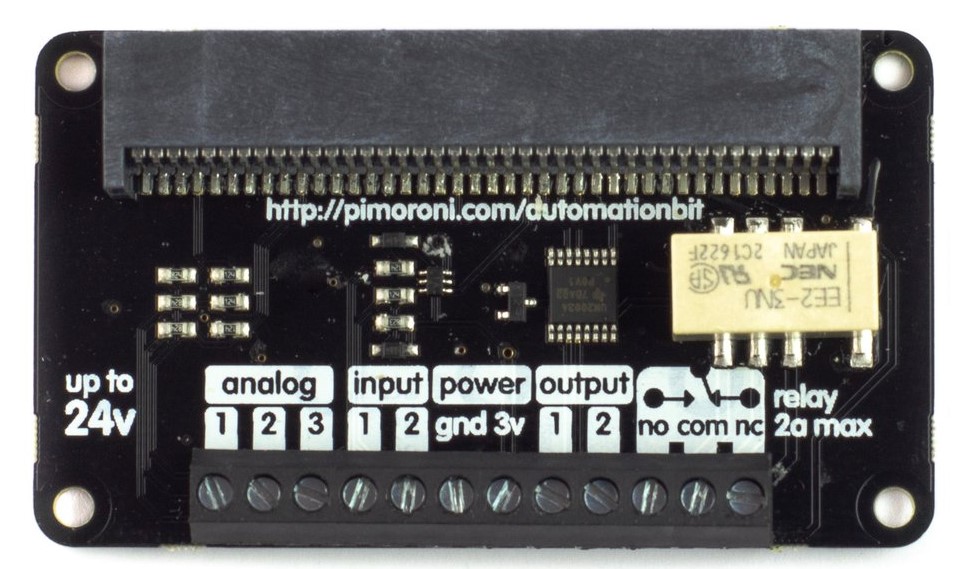 http://pimoroni.com/automationbit
EE2-3NU
NEC
JAPAN 2C1622F
up to
24v
analog
input
power
output
1 2 3
1 2
gnd 3v
1 2
no com nc
relay
2a max